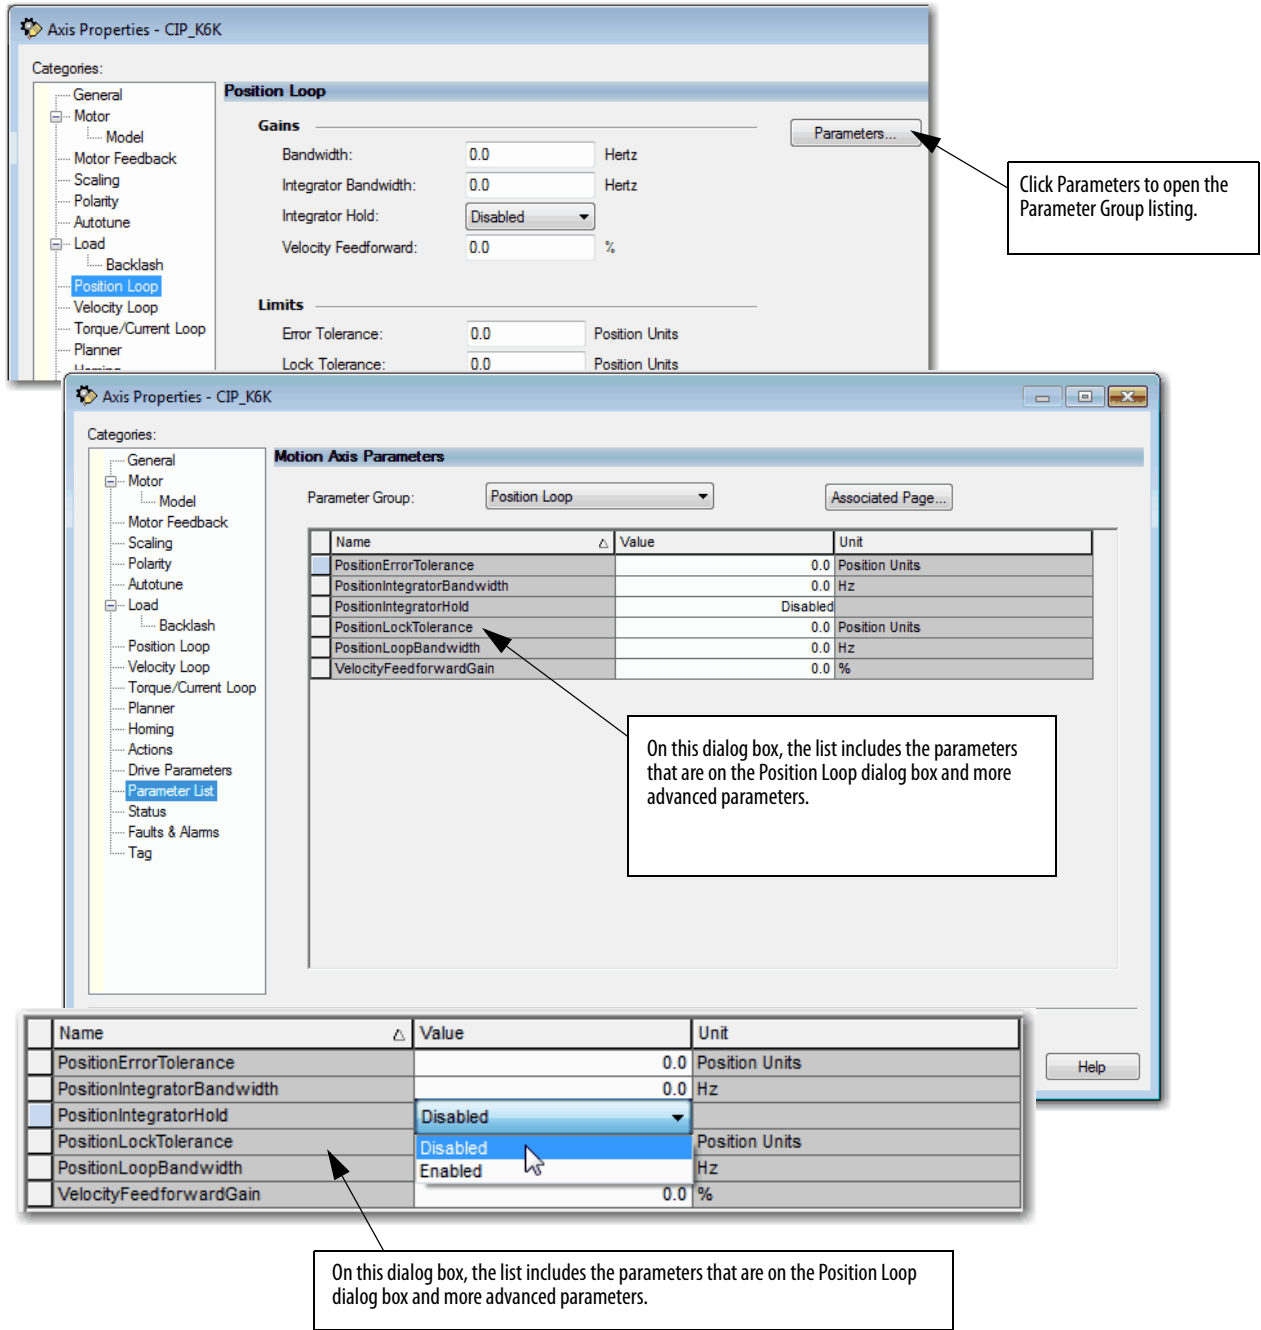 Axis Properties - CIP_K6K
Categories:
General
Motor
Model
Motor Feedback
Scaling
Polarity
Autotune
Load
Backlash
Position Loop
Velocity Loop
Torque/Current Loop
Planner
Homing
Position Loop
Gains
Bandwidth: 0.0 Hertz
Integrator Bandwidth: 0.0 Hertz
Integrator Hold: Disabled
Velocity Feedforward: 0.0 %
Limits
Error Tolerance: 0.0 Position Units
Lock Tolerance: 0.0 Position Units
Parameters...
Click Parameters to open the
Parameter Group listing.
Axis Properties - CIP_K6K
Categories:
General
Motor
Model
Motor Feedback
Scaling
Polarity
Autotune
Load
Backlash
Position Loop
Velocity Loop
Torque/Current Loop
Planner
Homing
Actions
Drive Parameters
Parameter List
Status
Faults & Alarms
Tag
Motion Axis Parameters
Parameter Group: Position Loop Associated Page...
Name Value Unit
PositionErrorTolerance 0.0 Position Units
PositionIntegratorBandwidth 0.0 Hz
PositionIntegratorHold Disabled
PositionLockTolerance 0.0 Position Units
PositionLoopBandwidth 0.0 Hz
VelocityFeedforwardGain 0.0 %
On this dialog box, the list includes the parameters
that are on the Position Loop dialog box and more
advanced parameters.
Help
Name Value Unit
PositionErrorTolerance 0.0 Position Units
PositionIntegratorBandwidth 0.0 Hz
PositionIntegratorHold Disabled
PositionLockTolerance Disabled Position Units
PositionLoopBandwidth Enabled Hz
VelocityFeedforwardGain 0.0 %
On this dialog box, the list includes the parameters that are on the Position Loop
dialog box and more advanced parameters.